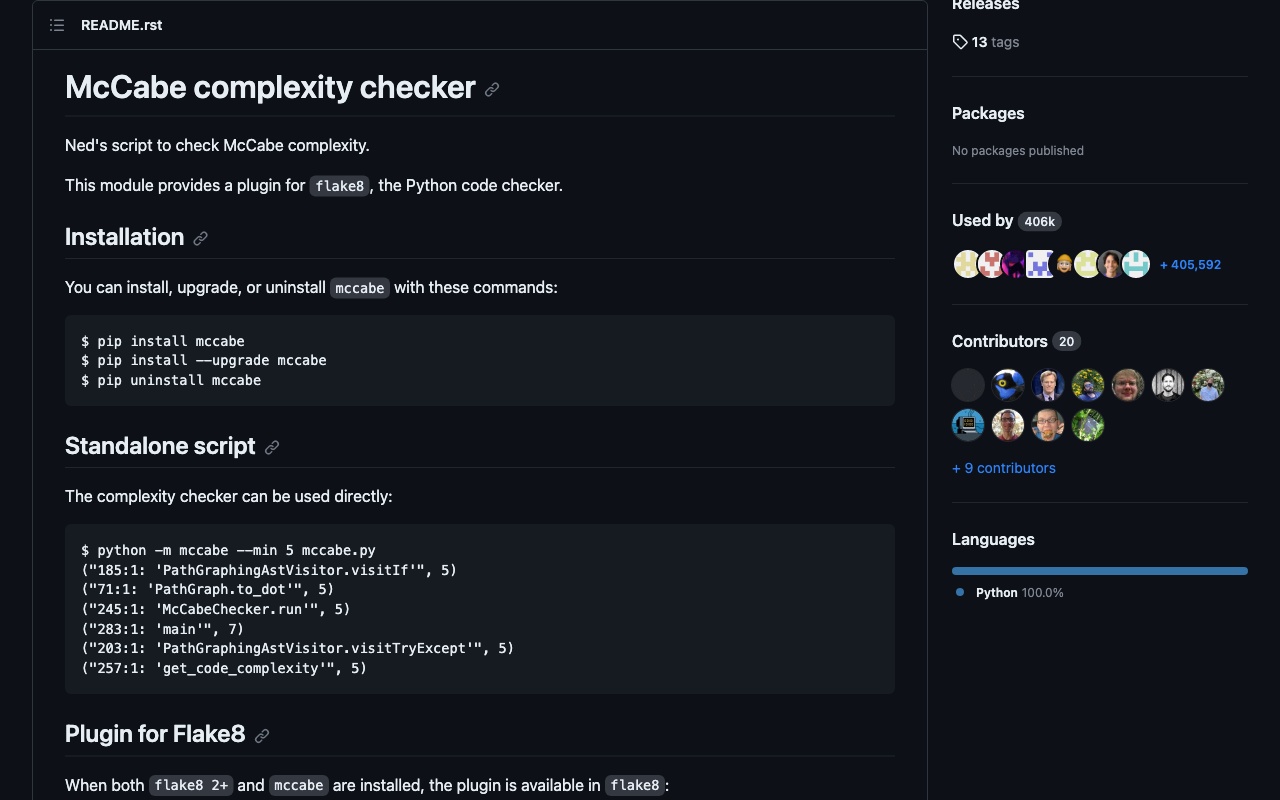 README.rst
McCabe complexity checker
Ned's script to check McCabe complexity.
This module provides a plugin for flake8, the Python code checker.
Installation
You can install, upgrade, or uninstall mccabe with these commands:
$ pip install mccabe
$ pip install --upgrade mccabe
$ pip uninstall mccabe
Standalone script
The complexity checker can be used directly:
$ python -m mccabe --min 5 mccabe.py
("185:1: 'PathGraphingAstVisitor.visitIf'", 5)
("71:1: 'PathGraph.to_dot'", 5)
("245:1: 'McCabeChecker.run'", 5)
("283:1: 'main'", 7)
("203:1: 'PathGraphingAstVisitor.visitTryExcept'", 5)
("257:1: 'get_code_complexity'", 5)
Plugin for Flake8
When both flake8 2+ and mccabe are installed, the plugin is available in flake8:
Releases
13 tags
Packages
No packages published
Used by 406k
+ 405,592
Contributors 20
+ 9 contributors
Languages
Python 100.0%